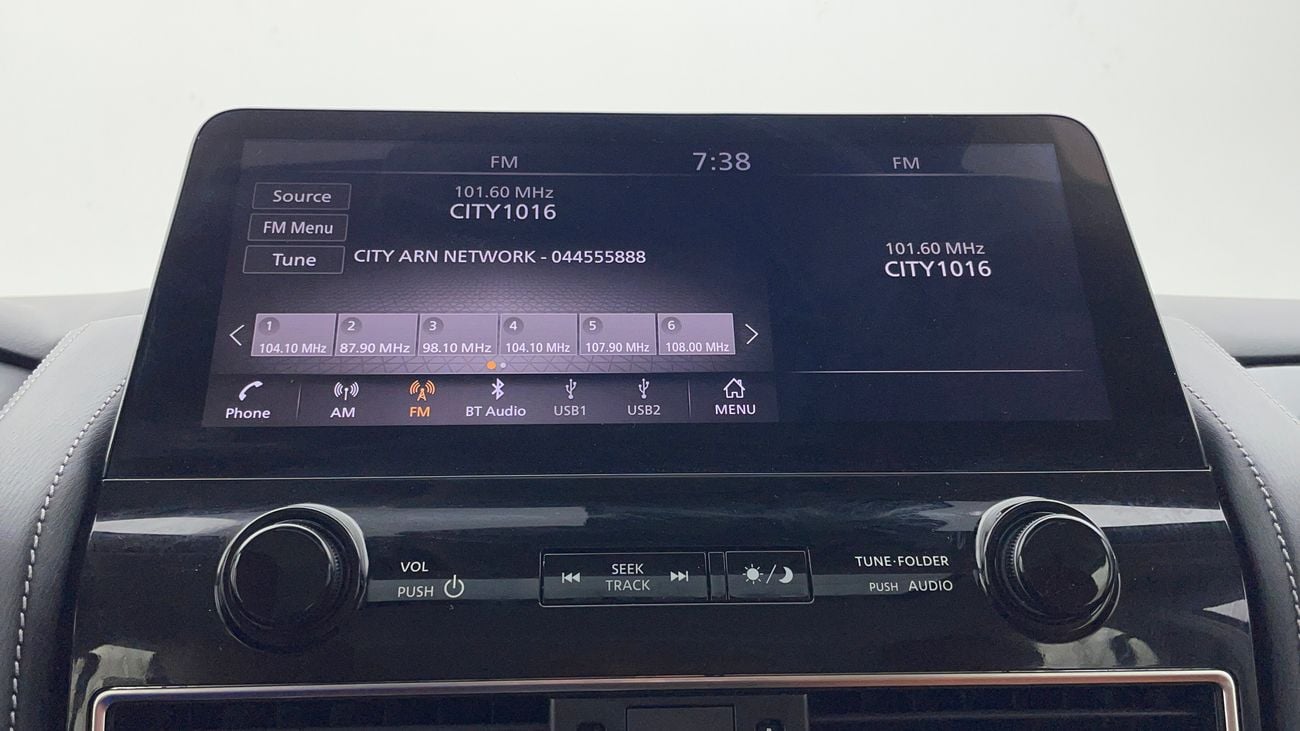 FM 7:38 FM
Source
101.60 MHz
CITY1016
FM Menu
Tune
CITY ARN NETWORK - 044555888
101.60 MHz
CITY1016
1 2 3 4 5 6
104.10 MHz 87.90 MHz 98.10 MHz 104.10 MHz 107.90 MHz 108.00 MHz
Phone AM FM BT Audio USB1 USB2 MENU
VOL
PUSH
SEEK
TRACK
TUNE·FOLDER
PUSH AUDIO